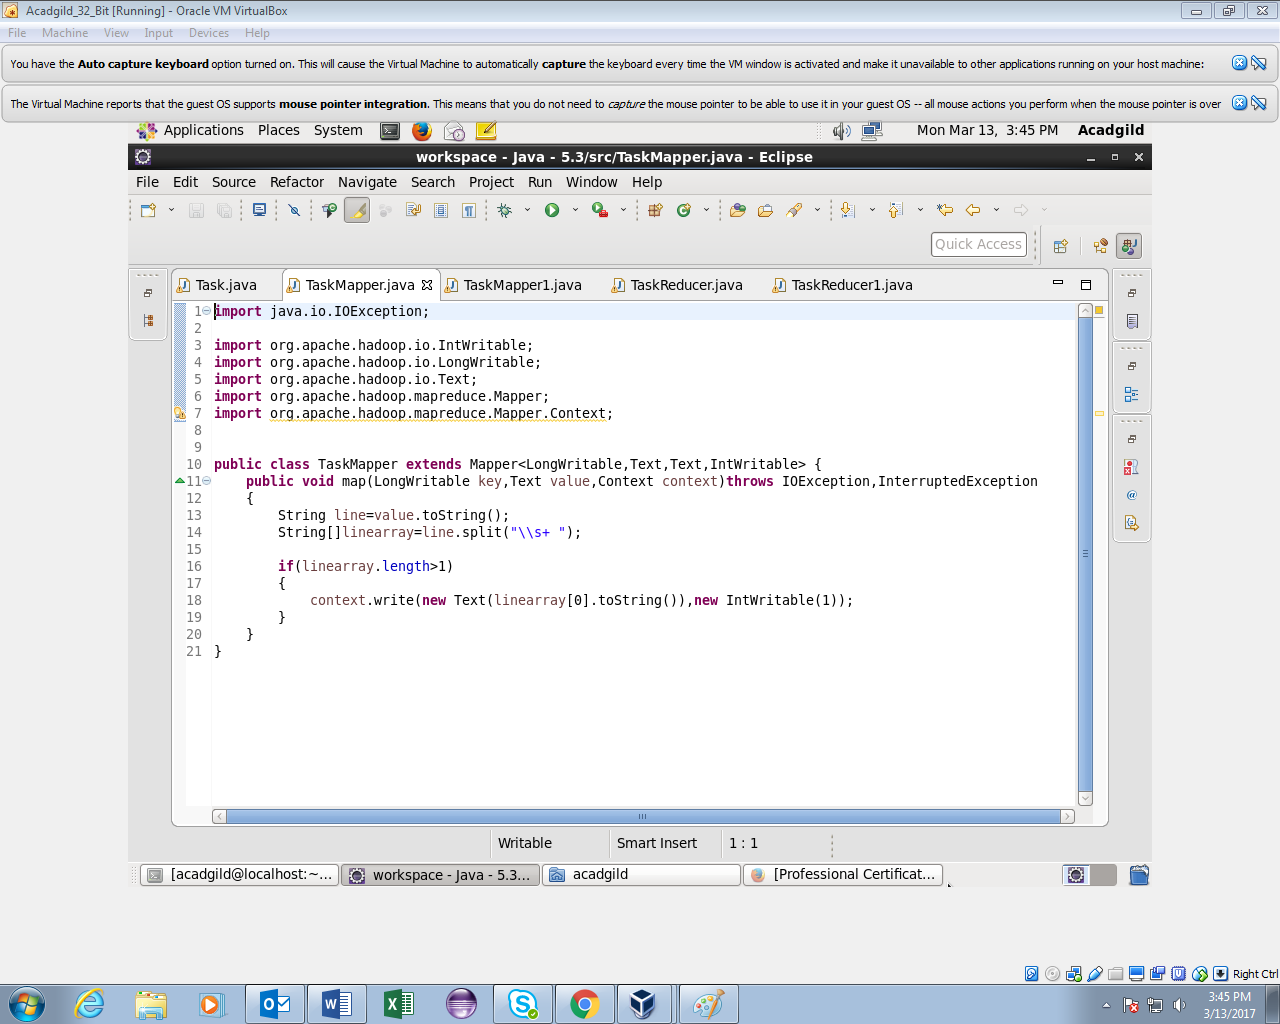 Acadgild_32_Bit [Running] - Oracle VM VirtualBox
File Machine View Input Devices Help
You have the Auto capture keyboard option turned on. This will cause the Virtual Machine to automatically capture the keyboard every time the VM window is activated and make it unavailable to other applications running on your host machine:
The Virtual Machine reports that the guest OS supports mouse pointer integration. This means that you do not need to capture the mouse pointer to be able to use it in your guest OS -- all mouse actions you perform when the mouse pointer is over
Applications Places System Mon Mar 13, 3:45 PM Acadgild
workspace - Java - 5.3/src/TaskMapper.java - Eclipse
File Edit Source Refactor Navigate Search Project Run Window Help
Quick Access
Task.java TaskMapper.java TaskMapper1.java TaskReducer.java TaskReducer1.java
1 import java.io.IOException;
2
3 import org.apache.hadoop.io.IntWritable;
4 import org.apache.hadoop.io.LongWritable;
5 import org.apache.hadoop.io.Text;
6 import org.apache.hadoop.mapreduce.Mapper;
7 import org.apache.hadoop.mapreduce.Mapper.Context;
8
9
10 public class TaskMapper extends Mapper<LongWritable,Text,Text,IntWritable> {
11 public void map(LongWritable key,Text value,Context context)throws IOException,InterruptedException
12 {
13 String line=value.toString();
14 String[]linearray=line.split("\\s+ ");
15
16 if(linearray.length>1)
17 {
18 context.write(new Text(linearray[0].toString()),new IntWritable(1));
19 }
20 }
21 }
Writable Smart Insert 1 : 1
[acadgild@localhost:~... workspace - Java - 5.3... acadgild [Professional Certificat...
Right Ctrl
3:45 PM
3/13/2017